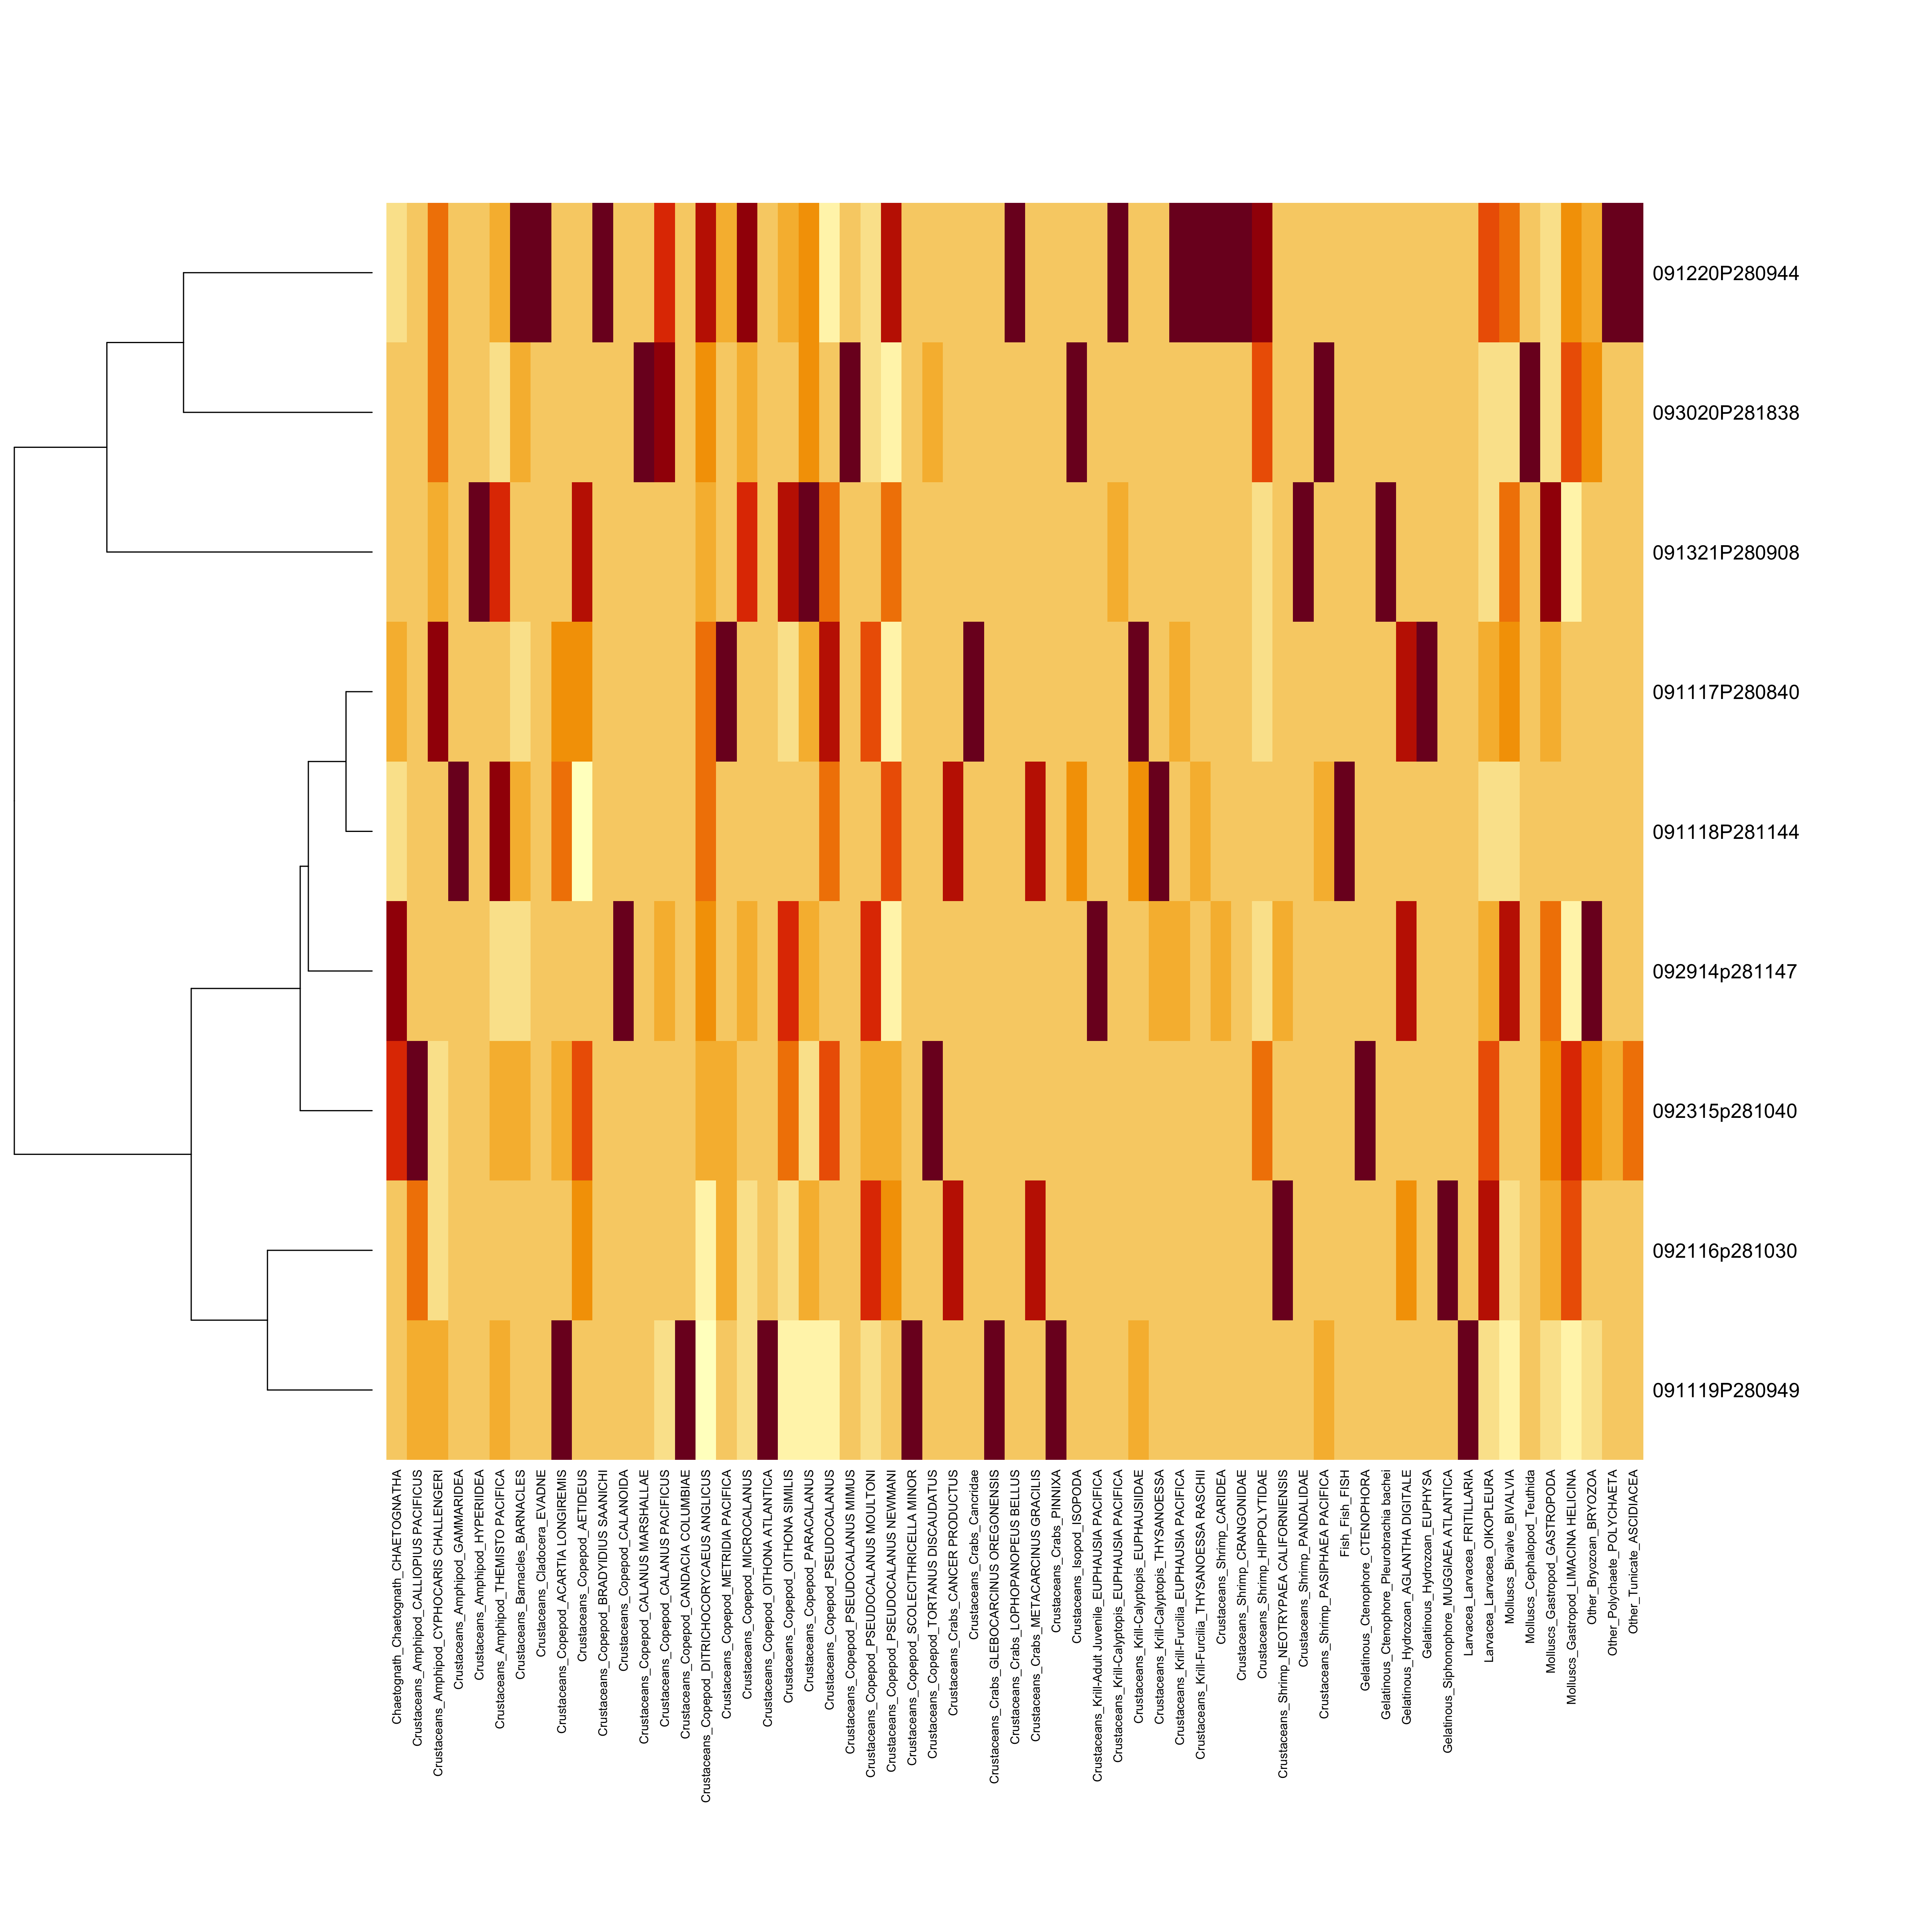 091220P280944
093020P281838
091321P280908
091117P280840
091118P281144
092914p281147
092315p281040
092116p281030
091119P280949
Chaetognath_Chaetognath_CHAETOGNATHA
Crustaceans_Amphipod_CALLIOPIUS PACIFICUS
Crustaceans_Amphipod_CYPHOCARIS CHALLENGERI
Crustaceans_Amphipod_GAMMARIDEA
Crustaceans_Amphipod_HYPERIIDEA
Crustaceans_Amphipod_THEMISTO PACIFICA
Crustaceans_Barnacles_BARNACLES
Crustaceans_Cladocera_EVADNE
Crustaceans_Copepod_ACARTIA LONGIREMIS
Crustaceans_Copepod_AETIDEUS
Crustaceans_Copepod_BRADYIDIUS SAANICHI
Crustaceans_Copepod_CALANOIDA
Crustaceans_Copepod_CALANUS MARSHALLAE
Crustaceans_Copepod_CALANUS PACIFICUS
Crustaceans_Copepod_CANDACIA COLUMBIAE
Crustaceans_Copepod_DITRICHOCORYCAEUS ANGLICUS
Crustaceans_Copepod_METRIDIA PACIFICA
Crustaceans_Copepod_MICROCALANUS
Crustaceans_Copepod_OITHONA ATLANTICA
Crustaceans_Copepod_OITHONA SIMILIS
Crustaceans_Copepod_PARACALANUS
Crustaceans_Copepod_PSEUDOCALANUS
Crustaceans_Copepod_PSEUDOCALANUS MIMUS
Crustaceans_Copepod_PSEUDOCALANUS MOULTONI
Crustaceans_Copepod_PSEUDOCALANUS NEWMANI
Crustaceans_Copepod_SCOLECITHRICELLA MINOR
Crustaceans_Copepod_TORTANUS DISCAUDATUS
Crustaceans_Crabs_CANCER PRODUCTUS
Crustaceans_Crabs_Cancridae
Crustaceans_Crabs_GLEBOCARCINUS OREGONENSIS
Crustaceans_Crabs_LOPHOPANOPEUS BELLUS
Crustaceans_Crabs_METACARCINUS GRACILIS
Crustaceans_Crabs_PINNIXA
Crustaceans_Isopod_ISOPODA
Crustaceans_Krill-Adult Juvenile_EUPHAUSIA PACIFICA
Crustaceans_Krill-Calyptopis_EUPHAUSIA PACIFICA
Crustaceans_Krill-Calyptopis_EUPHAUSIIDAE
Crustaceans_Krill-Calyptopis_THYSANOESSA
Crustaceans_Krill-Furcilia_EUPHAUSIA PACIFICA
Crustaceans_Krill-Furcilia_THYSANOESSA RASCHII
Crustaceans_Shrimp_CARIDEA
Crustaceans_Shrimp_CRANGONIDAE
Crustaceans_Shrimp_HIPPOLYTIDAE
Crustaceans_Shrimp_NEOTRYPAEA CALIFORNIENSIS
Crustaceans_Shrimp_PANDALIDAE
Crustaceans_Shrimp_PASIPHAEA PACIFICA
Fish_Fish_FISH
Gelatinous_Ctenophore_CTENOPHORA
Gelatinous_Ctenophore_Pleurobrachia bachei
Gelatinous_Hydrozoan_AGLANTHA DIGITALE
Gelatinous_Hydrozoan_EUPHYSA
Gelatinous_Siphonophore_MUGGIAEA ATLANTICA
Larvacea_Larvacea_FRITILLARIA
Larvacea_Larvacea_OIKOPLEURA
Molluscs_Bivalve_BIVALVIA
Molluscs_Cephalopod_Teuthida
Molluscs_Gastropod_GASTROPODA
Molluscs_Gastropod_LIMACINA HELICINA
Other_Bryozoan_BRYOZOA
Other_Polychaete_POLYCHAETA
Other_Tunicate_ASCIDIACEA